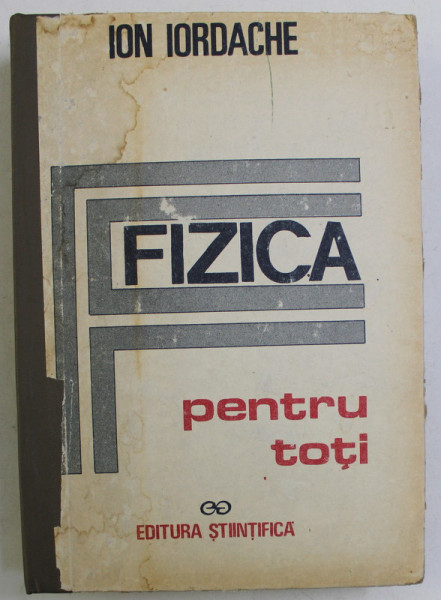 ION IORDACHE
FIZICA
pentru
toţi
EDITURA ŞTIINŢIFICĂ